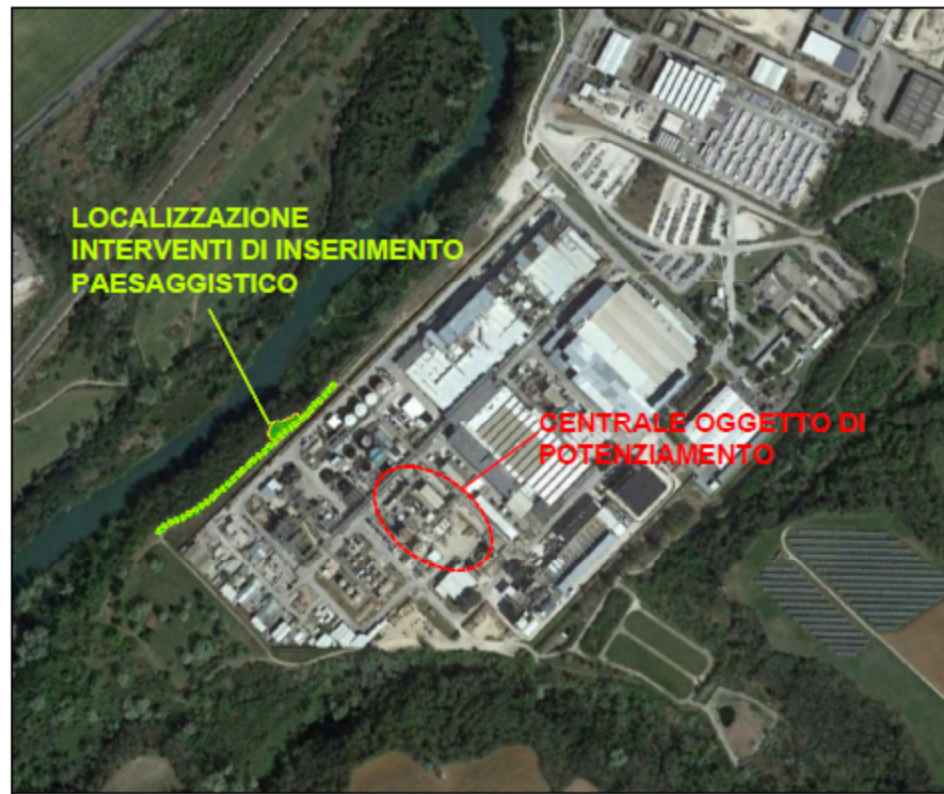 LOCALIZZAZIONE
INTERVENTI DI INSERIMENTO
PAESAGGISTICO
CENTRALE OGGETTO DI
POTENZIAMENTO